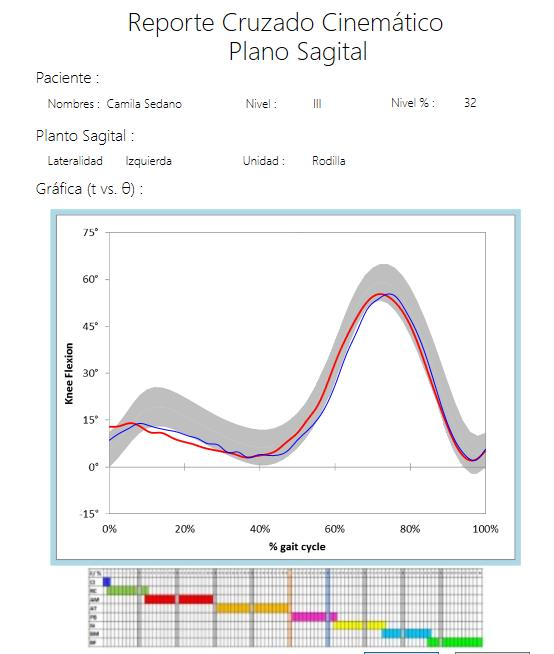 Reporte Cruzado Cinemático
Plano Sagital
Paciente :
Nombres : Camila Sedano Nivel : III Nivel % : 32
Planto Sagital :
Lateralidad Izquierda Unidad : Rodilla
Gráfica (t vs. θ) :
75°
60°
45°
30°
15°
0°
-15°
Knee Flexion
0% 20% 40% 60% 80% 100%
% gait cycle